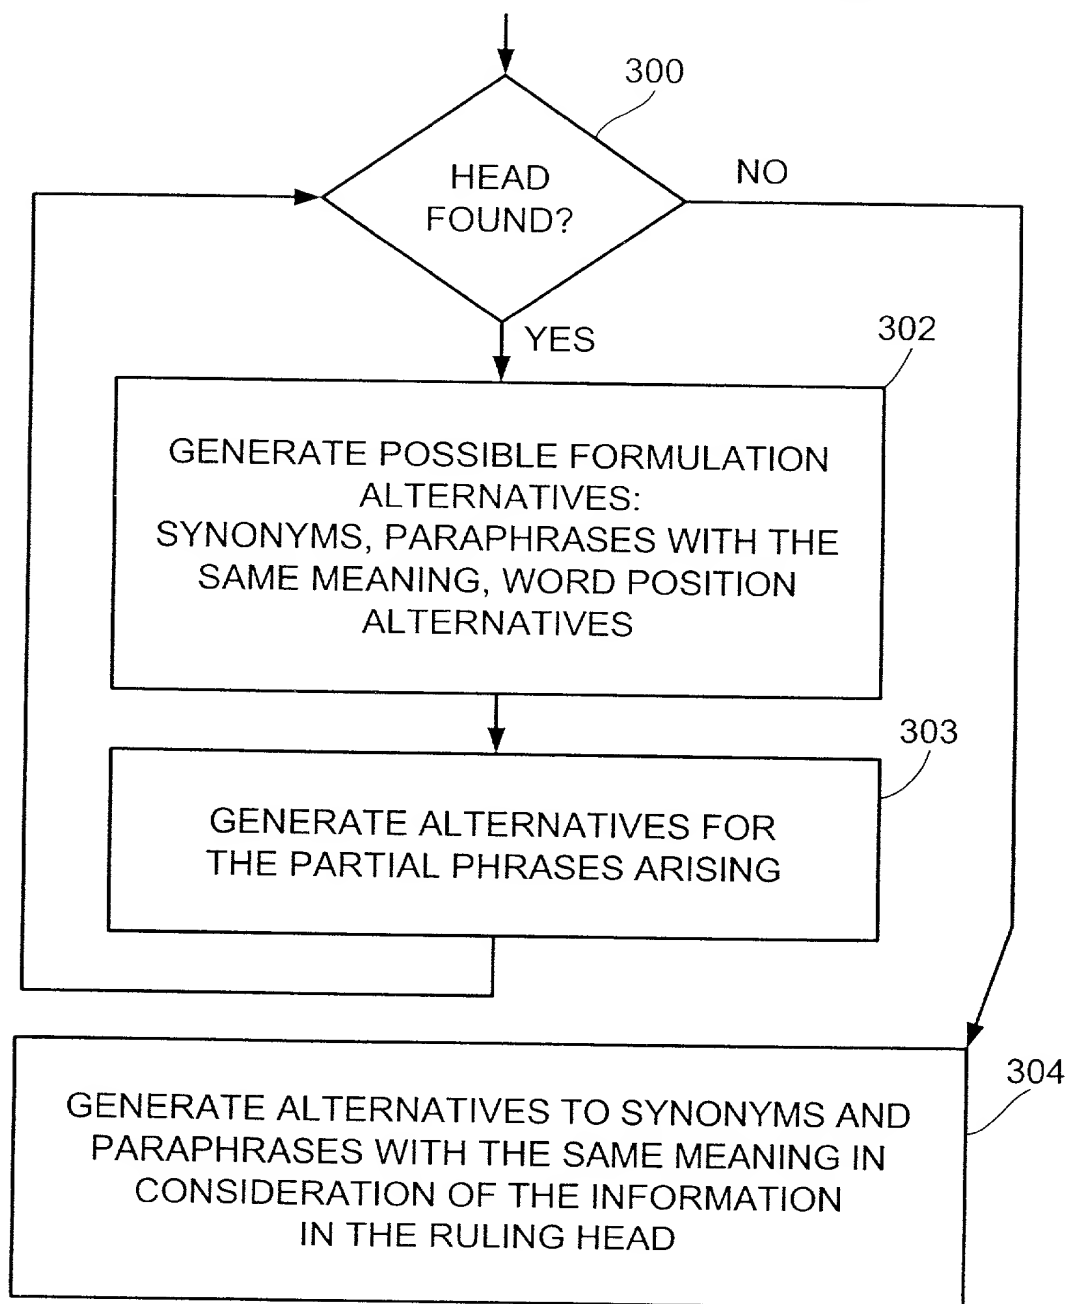 300
HEAD
FOUND?
NO
YES
302
GENERATE POSSIBLE FORMULATION
ALTERNATIVES:
SYNONYMS, PARAPHRASES WITH THE
SAME MEANING, WORD POSITION
ALTERNATIVES
303
GENERATE ALTERNATIVES FOR
THE PARTIAL PHRASES ARISING
304
GENERATE ALTERNATIVES TO SYNONYMS AND
PARAPHRASES WITH THE SAME MEANING IN
CONSIDERATION OF THE INFORMATION
IN THE RULING HEAD